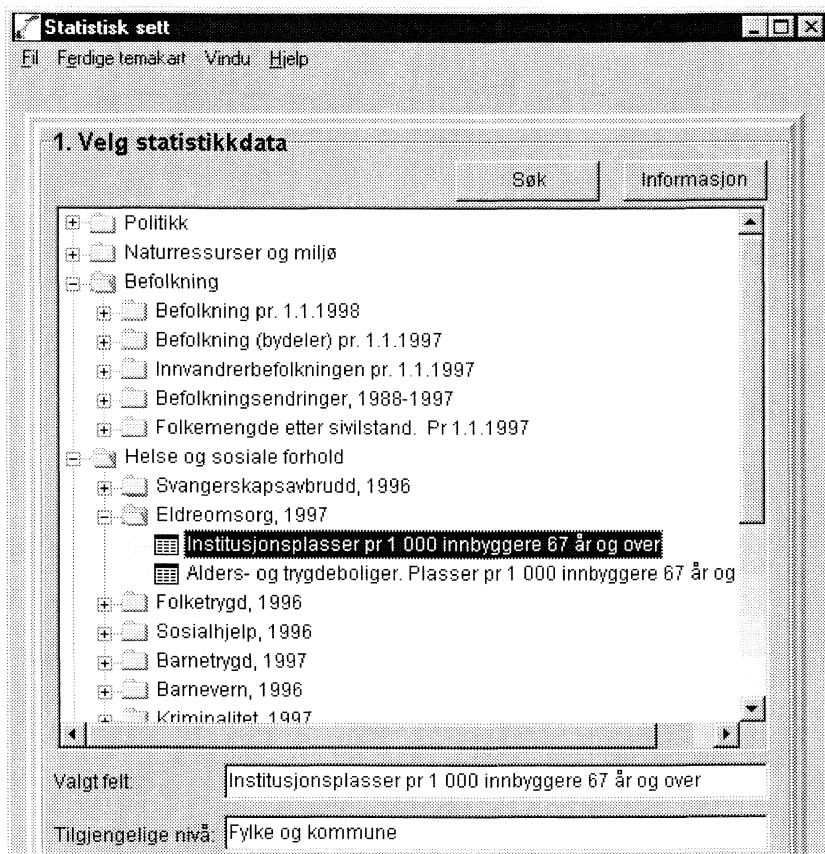 Statistisk sett
Fil Ferdige temakart Vindu Hjelp
1. Velg statistikkdata
Søk Informasjon
Politikk
Naturressurser og miljø
Befolkning
Befolkning pr. 1.1.1998
Befolkning (bydeler) pr. 1.1.1997
Innvandrerbefolkningen pr. 1.1.1997
Befolkningsendringer, 1988-1997
Folkemengde etter sivilstand. Pr 1.1.1997
Helse og sosiale forhold
Svangerskapsavbrudd, 1996
Eldreomsorg, 1997
Institusjonsplasser pr 1 000 innbyggere 67 år og over
Alders- og trygdeboliger. Plasser pr 1 000 innbyggere 67 år og
Folketrygd, 1996
Sosialhjelp, 1996
Barnetrygd, 1997
Barnevern, 1996
Kriminalitet, 1997
Valgt felt: Institusjonsplasser pr 1 000 innbyggere 67 år og over
Tilgjengelige nivå: Fylke og kommune